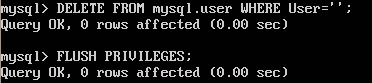 mysql> DELETE FROM mysql.user WHERE User='';
Query OK, 0 rows affected (0.00 sec)
mysql> FLUSH PRIVILEGES;
Query OK, 0 rows affected (0.00 sec)